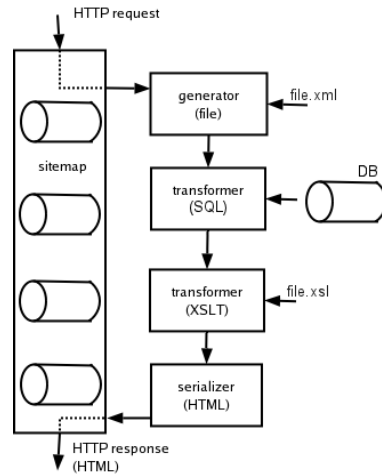 HTTP request
generator
(file)
file.xml
sitemap
transformer
(SQL)
DB
transformer
(XSLT)
file.xsl
serializer
(HTML)
HTTP response
(HTML)